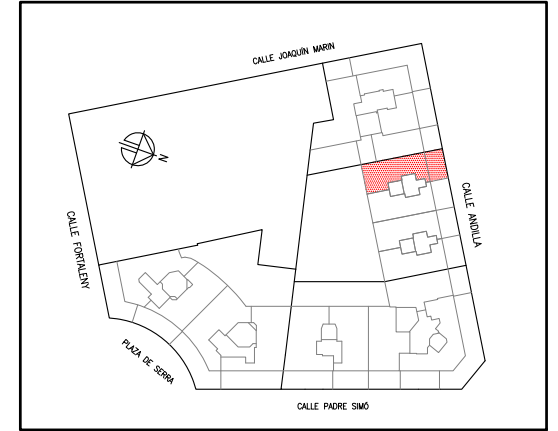 CALLE JOAQUÍN MARIN
N
CALLE ANDILLA
CALLE FORTALENY
PLAZA DE SERRA
CALLE PADRE SIMÓ